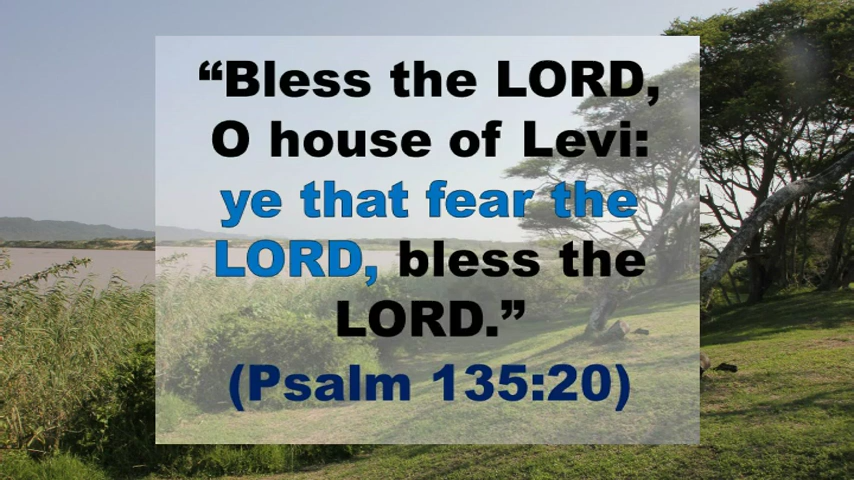 “Bless the LORD,
O house of Levi:
ye that fear the
LORD, bless the
LORD.”
(Psalm 135:20)